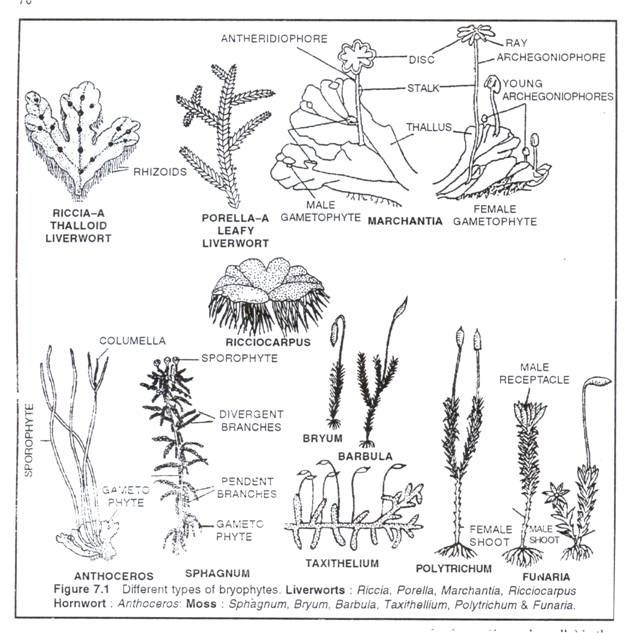 ANTHERIDIOPHORE
DISC
RAY
ARCHEGONIOPHORE
STALK
YOUNG
ARCHEGONIOPHORES
THALLUS
RHIZOIDS
RICCIA-A
THALLOID
LIVERWORT
PORELLA-A
LEAFY
LIVERWORT
MALE
GAMETOPHYTE
MARCHANTIA
FEMALE
GAMETOPHYTE
RICCIOCARPUS
COLUMELLA
SPOROPHYTE
SPOROPHYTE
DIVERGENT
BRANCHES
PENDENT
BRANCHES
GAMETO
PHYTE
GAMETO
PHYTE
BRYUM
BARBULA
MALE
RECEPTACLE
FEMALE
SHOOT
MALE
SHOOT
ANTHOCEROS
SPHAGNUM
TAXITHELIUM
POLYTRICHUM
FUNARIA
Figure 7.1 Different types of bryophytes. Liverworts : Riccia, Porella, Marchantia, Ricciocarpus
Hornwort : Anthoceros: Moss : Sphagnum, Bryum, Barbula, Taxithellium, Polytrichum & Funaria.